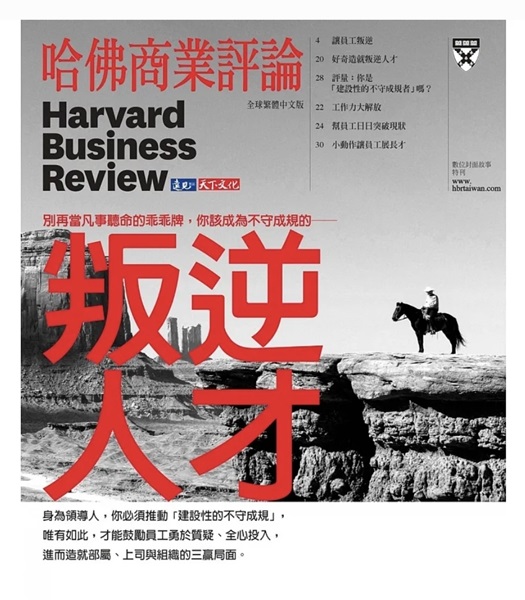 哈佛商業評論
全球繁體中文版
Harvard
Business
Review
遠見
天下文化
4 讓員工叛逆
20 好奇造就叛逆人才
28 評量：你是
「建設性的不守成規者」嗎？
22 工作力大解放
24 幫員工日日突破現狀
30 小動作讓員工展長才
數位封面故事
特刊
www.
hbrtaiwan.com
別再當凡事聽命的乖乖牌，你該成為不守成規的——
叛逆
人才
身為領導人，你必須推動「建設性的不守成規」，
唯有如此，才能鼓勵員工勇於質疑、全心投入，
進而造就部屬、上司與組織的三贏局面。